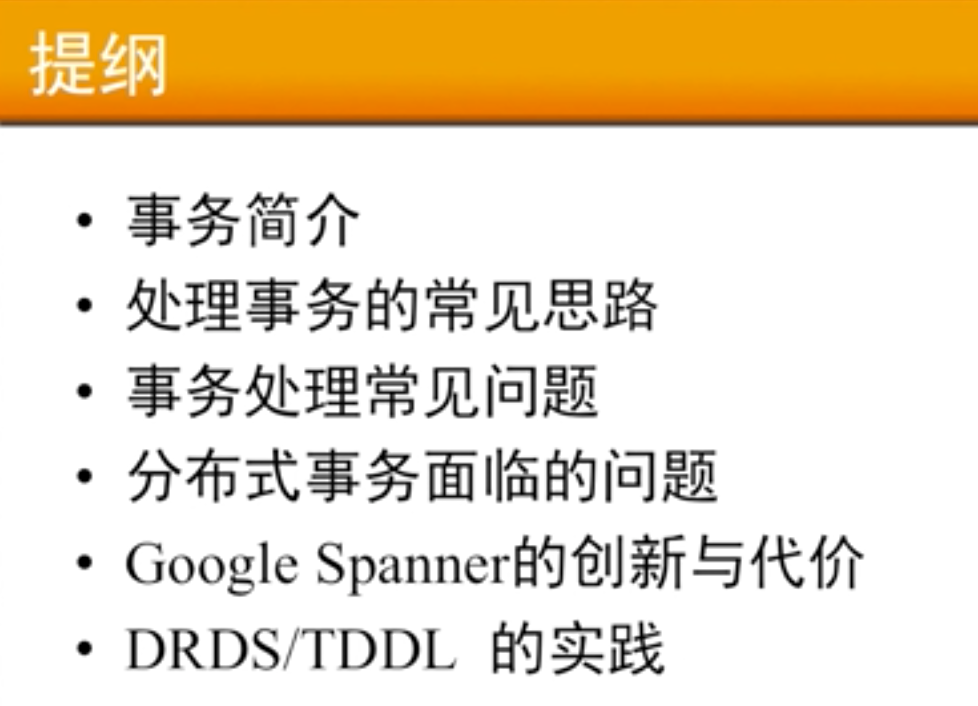 提纲
• 事务简介
• 处理事务的常见思路
• 事务处理常见问题
• 分布式事务面临的问题
• Google Spanner的创新与代价
• DRDS/TDDL 的实践